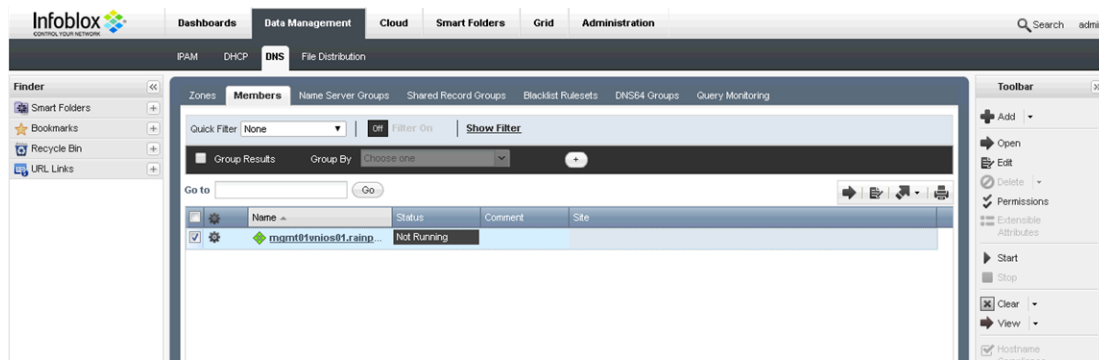 Infoblox
CONTROL YOUR NETWORK
Dashboards Data Management Cloud Smart Folders Grid Administration
Search
IPAM DHCP DNS File Distribution
Finder
Smart Folders
Bookmarks
Recycle Bin
URL Links
Zones Members Name Server Groups Shared Record Groups Blacklist Rulesets DNS64 Groups Query Monitoring
Quick Filter None Off Filter On Show Filter
Group Results Group By Choose one
Go to Go
Name Status Comment Site
mgmt01vnios01.rainp... Not Running
Toolbar
Add
Open
Edit
Delete
Permissions
Extensible
Attributes
Start
Stop
Clear
View
Hostname